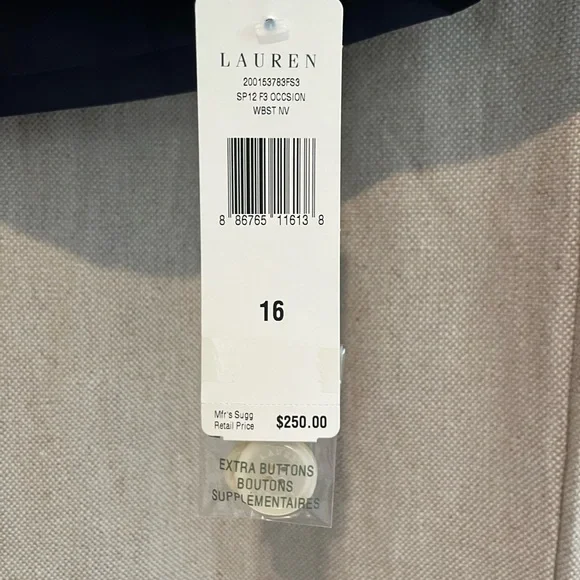 LAUREN
200153783FS3
SP12 F3 OCCSION
WBST NV
8 86765 11613 8
16
Mfr's Sugg
Retail Price $250.00
EXTRA BUTTONS
BOUTONS
SUPPLÉMENTAIRES